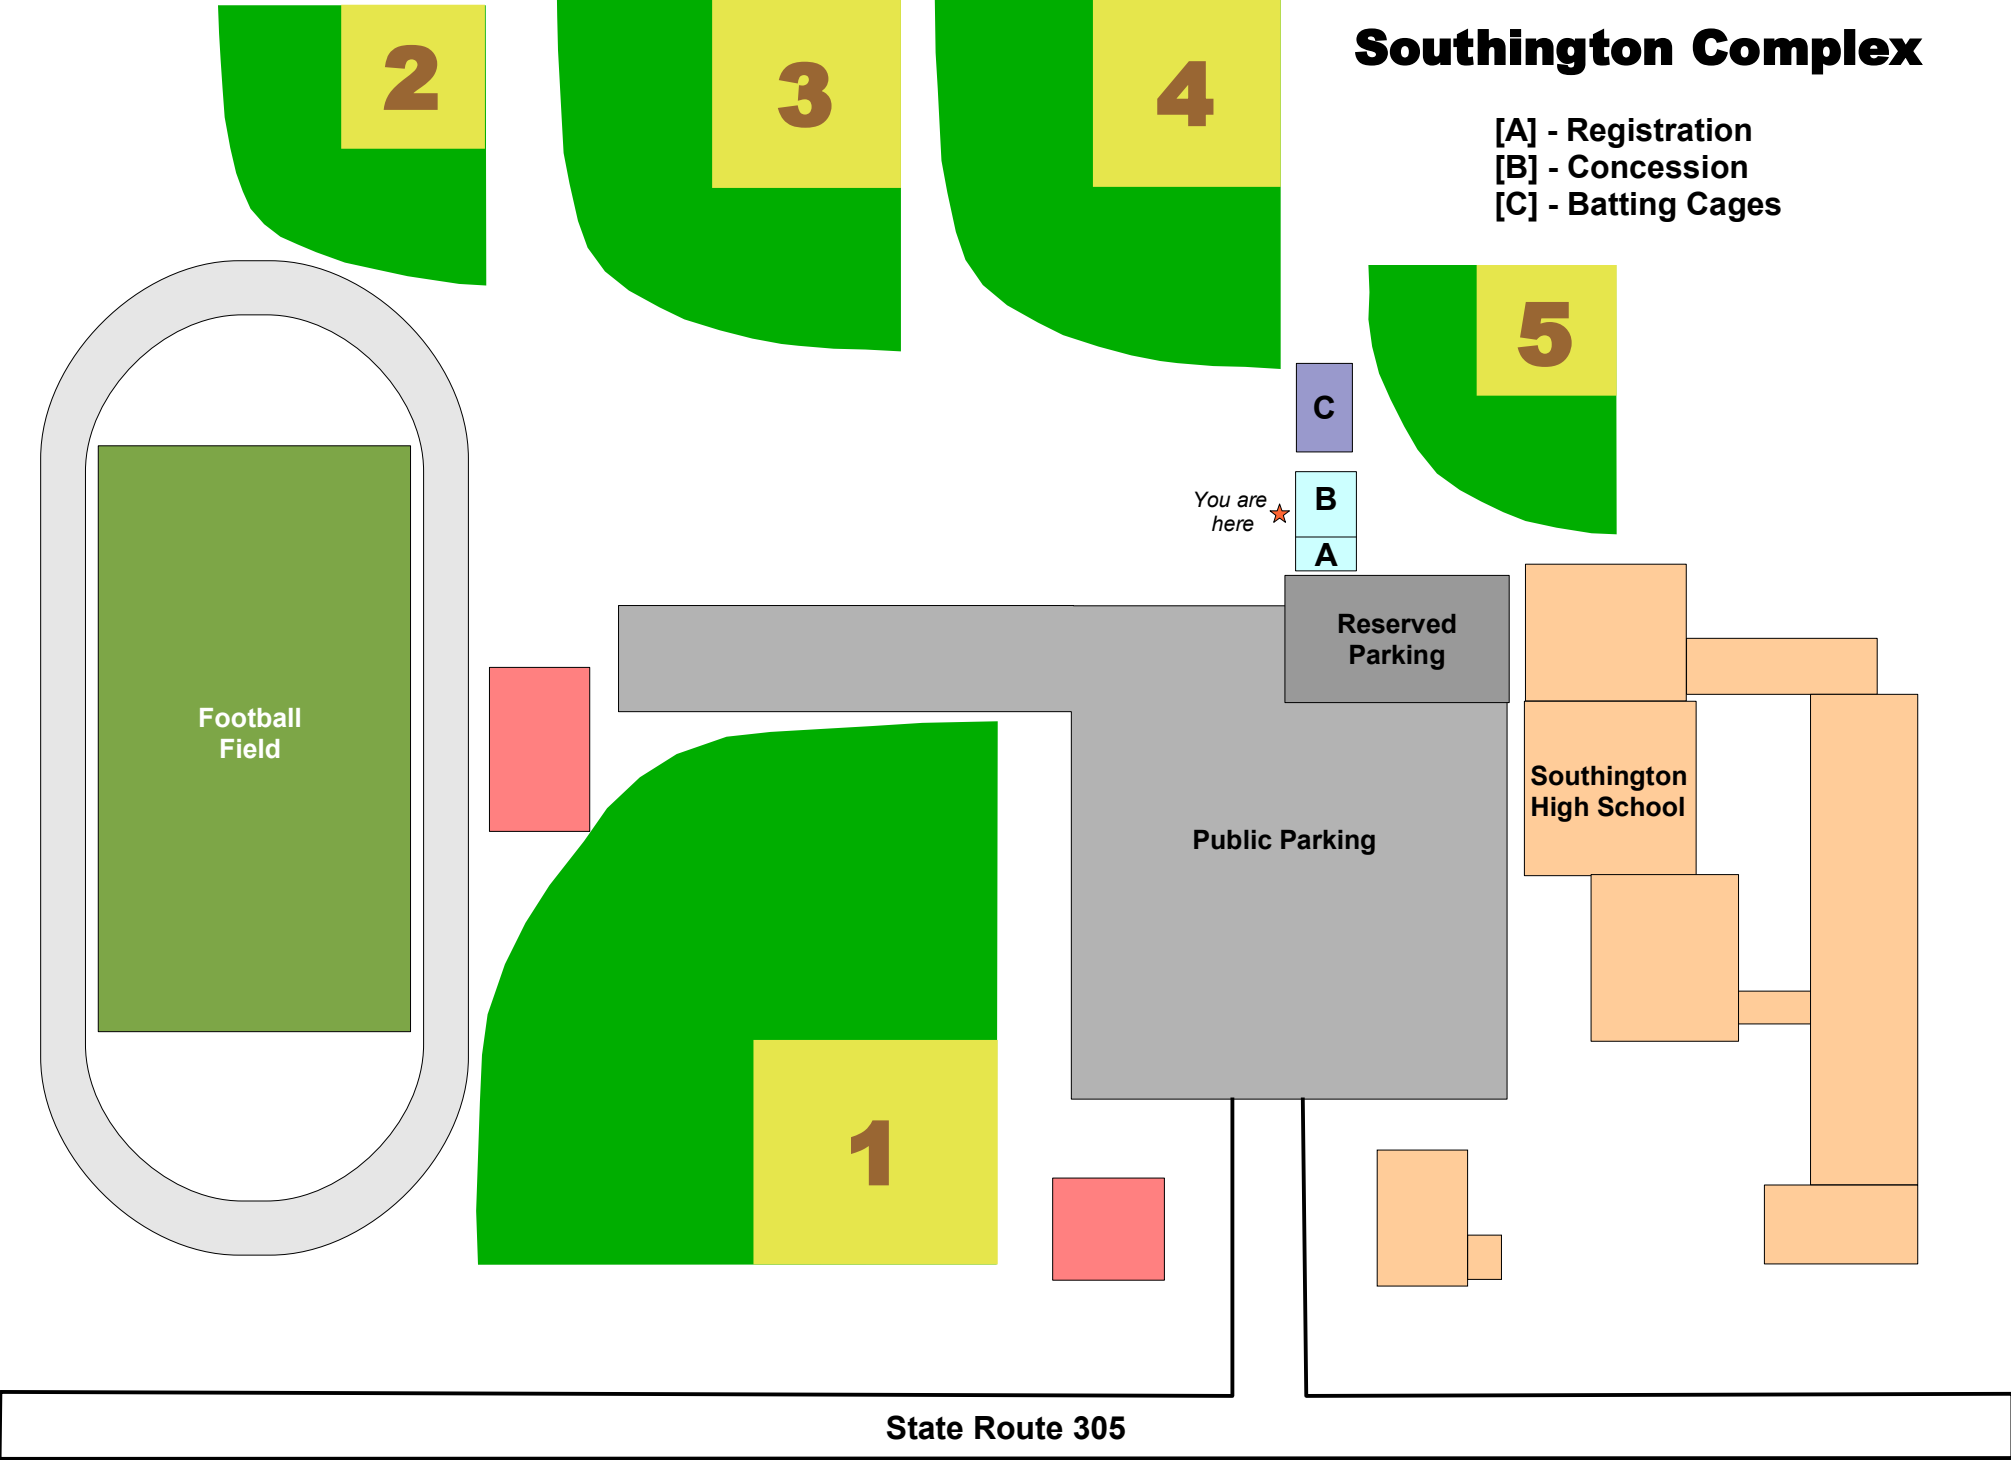 Southington Complex
[A] - Registration
[B] - Concession
[C] - Batting Cages
2
3
4
5
C
You are
here
B
A
Reserved
Parking
Football
Field
Southington
High School
Public Parking
1
State Route 305